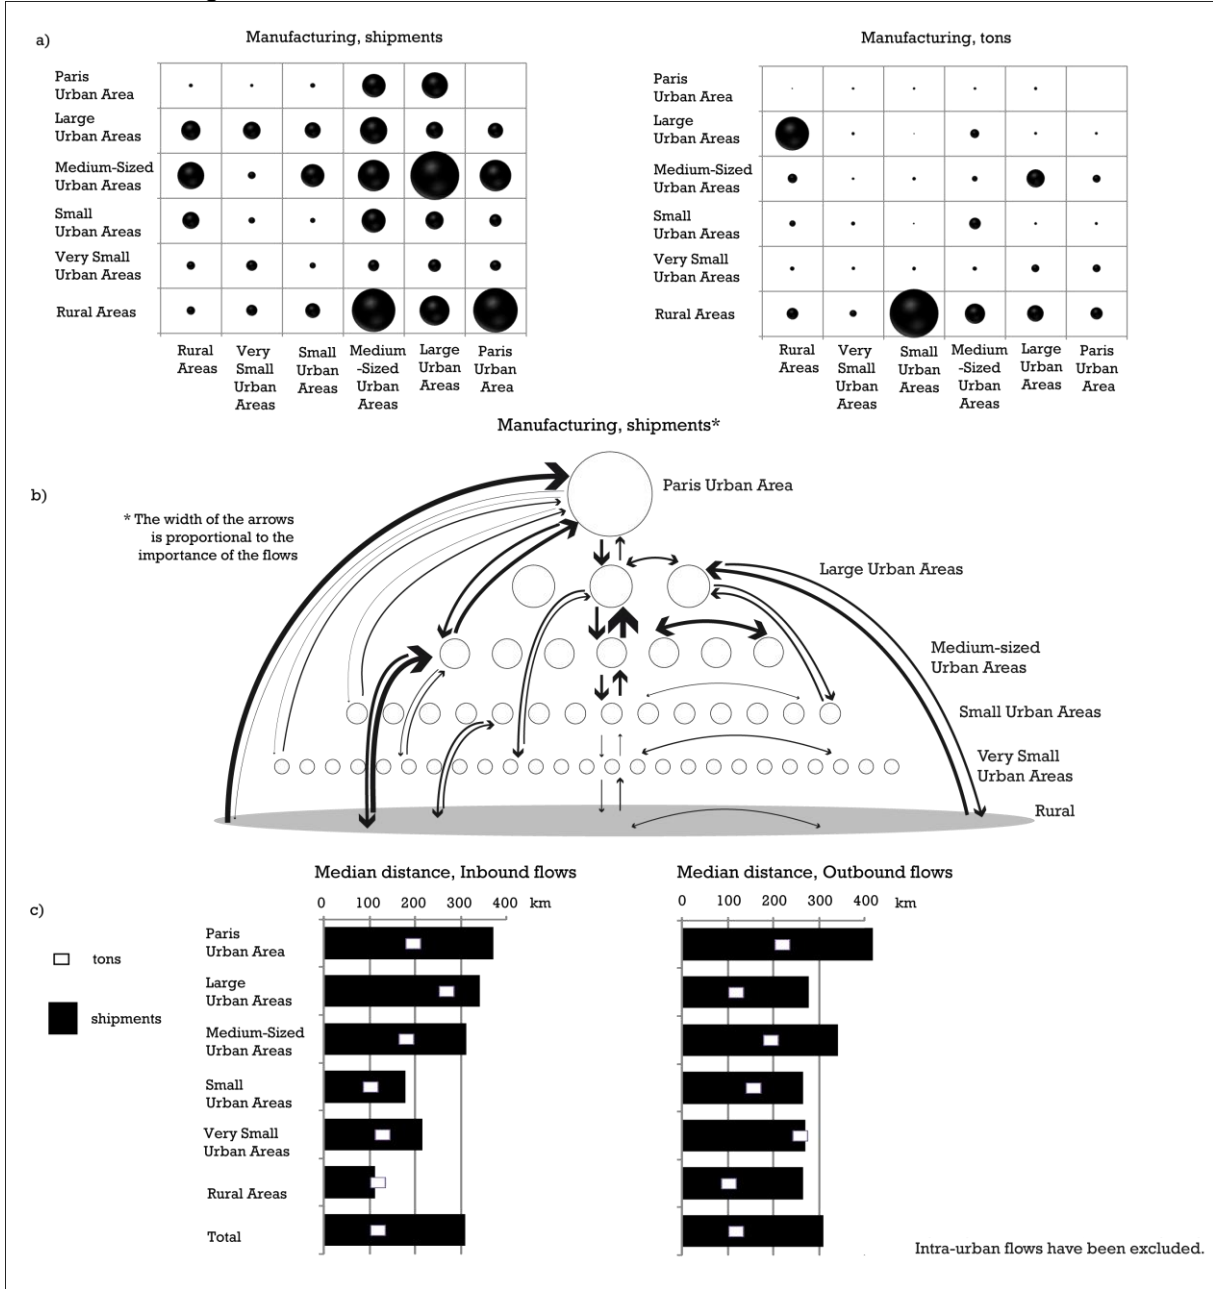 a)
Manufacturing, shipments
Paris
Urban Area
Large
Urban Areas
Medium-Sized
Urban Areas
Small
Urban Areas
Very Small
Urban Areas
Rural Areas
Rural
Areas
Very
Small
Urban
Areas
Small
Urban
Areas
Medium
-Sized
Urban
Areas
Large
Urban
Areas
Paris
Urban
Area
Manufacturing, tons
Paris
Urban Area
Large
Urban Areas
Medium-Sized
Urban Areas
Small
Urban Areas
Very Small
Urban Areas
Rural Areas
Rural
Areas
Very
Small
Urban
Areas
Small
Urban
Areas
Medium
-Sized
Urban
Areas
Large
Urban
Areas
Paris
Urban
Area
Manufacturing, shipments*
b)
* The width of the arrows
is proportional to the
importance of the flows
Paris Urban Area
Large Urban Areas
Medium-sized
Urban Areas
Small Urban Areas
Very Small
Urban Areas
Rural
c)
tons
shipments
Median distance, Inbound flows
0 100 200 300 400 km
Paris
Urban Area
Large
Urban Areas
Medium-Sized
Urban Areas
Small
Urban Areas
Very Small
Urban Areas
Rural Areas
Total
Median distance, Outbound flows
0 100 200 300 400 km
Intra-urban flows have been excluded.